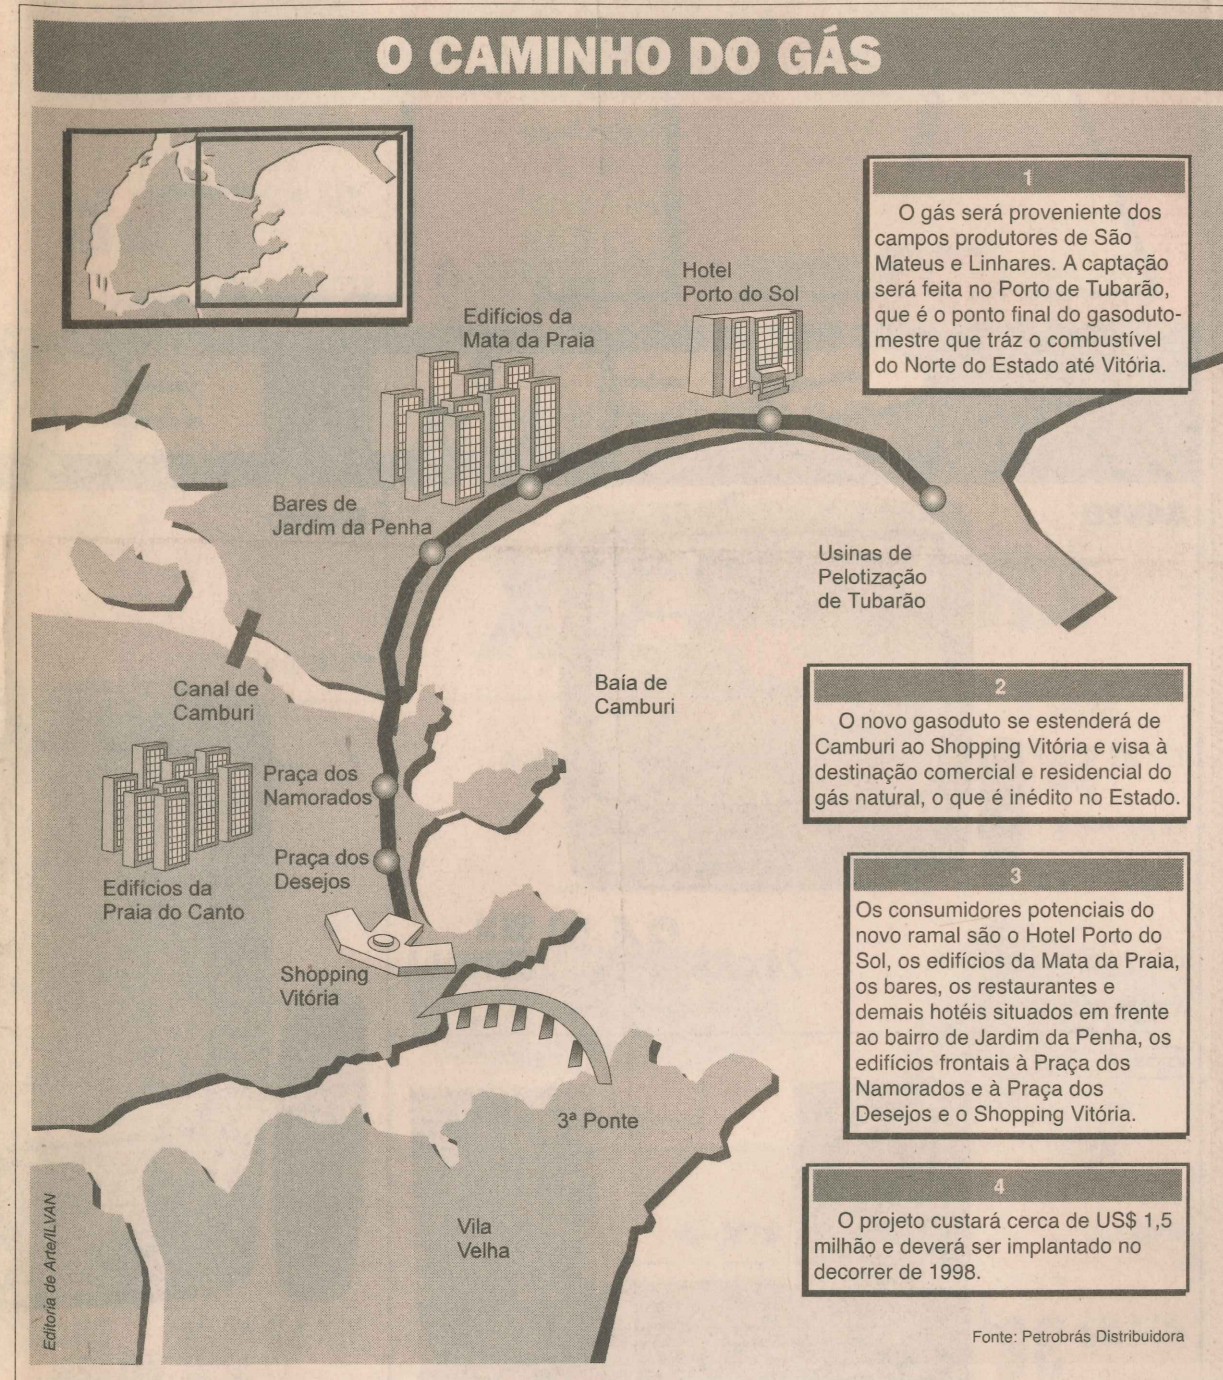 O CAMINHO DO GÁS
1
O gás será proveniente dos
campos produtores de São
Mateus e Linhares. A captação
será feita no Porto de Tubarão,
que é o ponto final do gasoduto-
mestre que tráz o combustível
do Norte do Estado até Vitória.
Hotel
Porto do Sol
Edifícios da
Mata da Praia
Bares de
Jardim da Penha
Usinas de
Pelotização
de Tubarão
Canal de
Camburi
Baía de
Camburi
2
O novo gasoduto se estenderá de
Camburi ao Shopping Vitória e visa à
destinação comercial e residencial do
gás natural, o que é inédito no Estado.
Praça dos
Namorados
Praça dos
Desejos
Edifícios da
Praia do Canto
Shopping
Vitória
3
Os consumidores potenciais do
novo ramal são o Hotel Porto do
Sol, os edifícios da Mata da Praia,
os bares, os restaurantes e
demais hotéis situados em frente
ao bairro de Jardim da Penha, os
edifícios frontais à Praça dos
Namorados e à Praça dos
Desejos e o Shopping Vitória.
3ª Ponte
Vila
Velha
4
O projeto custará cerca de US$ 1,5
milhão e deverá ser implantado no
decorrer de 1998.
Editoria de Arte/ILVAN
Fonte: Petrobrás Distribuidora